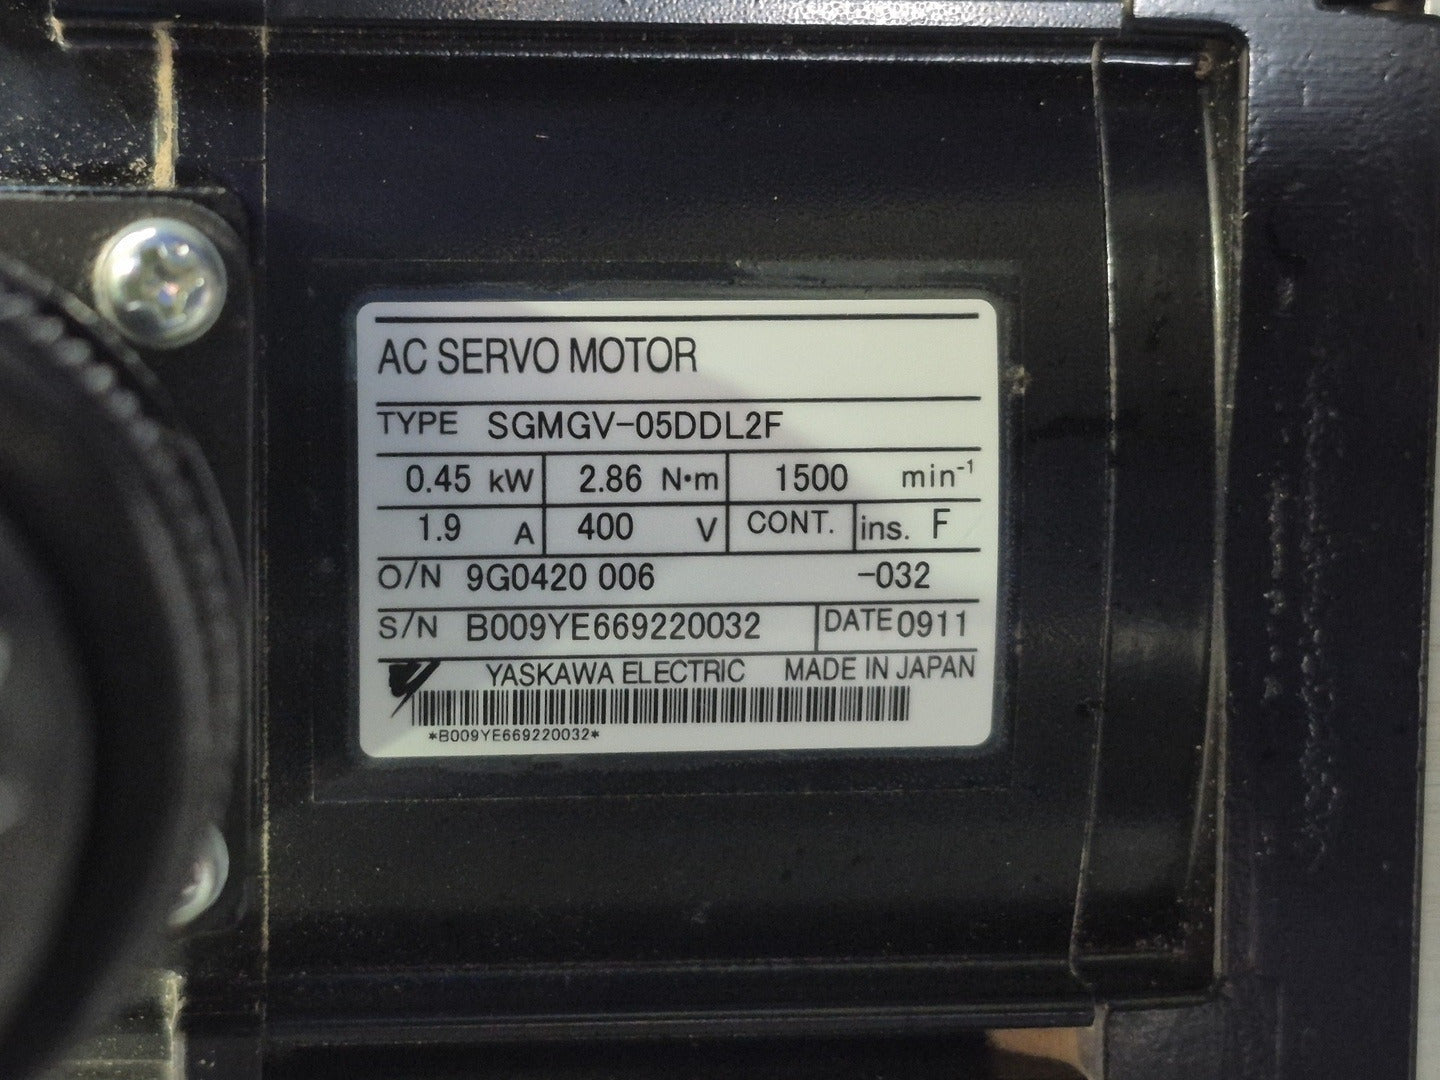 AC SERVO MOTOR
TYPE SGMGV-05DDL2F
0.45 kW 2.86 N•m 1500 min⁻¹
1.9 A 400 V CONT. ins. F
O/N 9G0420 006 -032
S/N B009YE669220032 DATE 0911
YASKAWA ELECTRIC MADE IN JAPAN
*B009YE669220032*